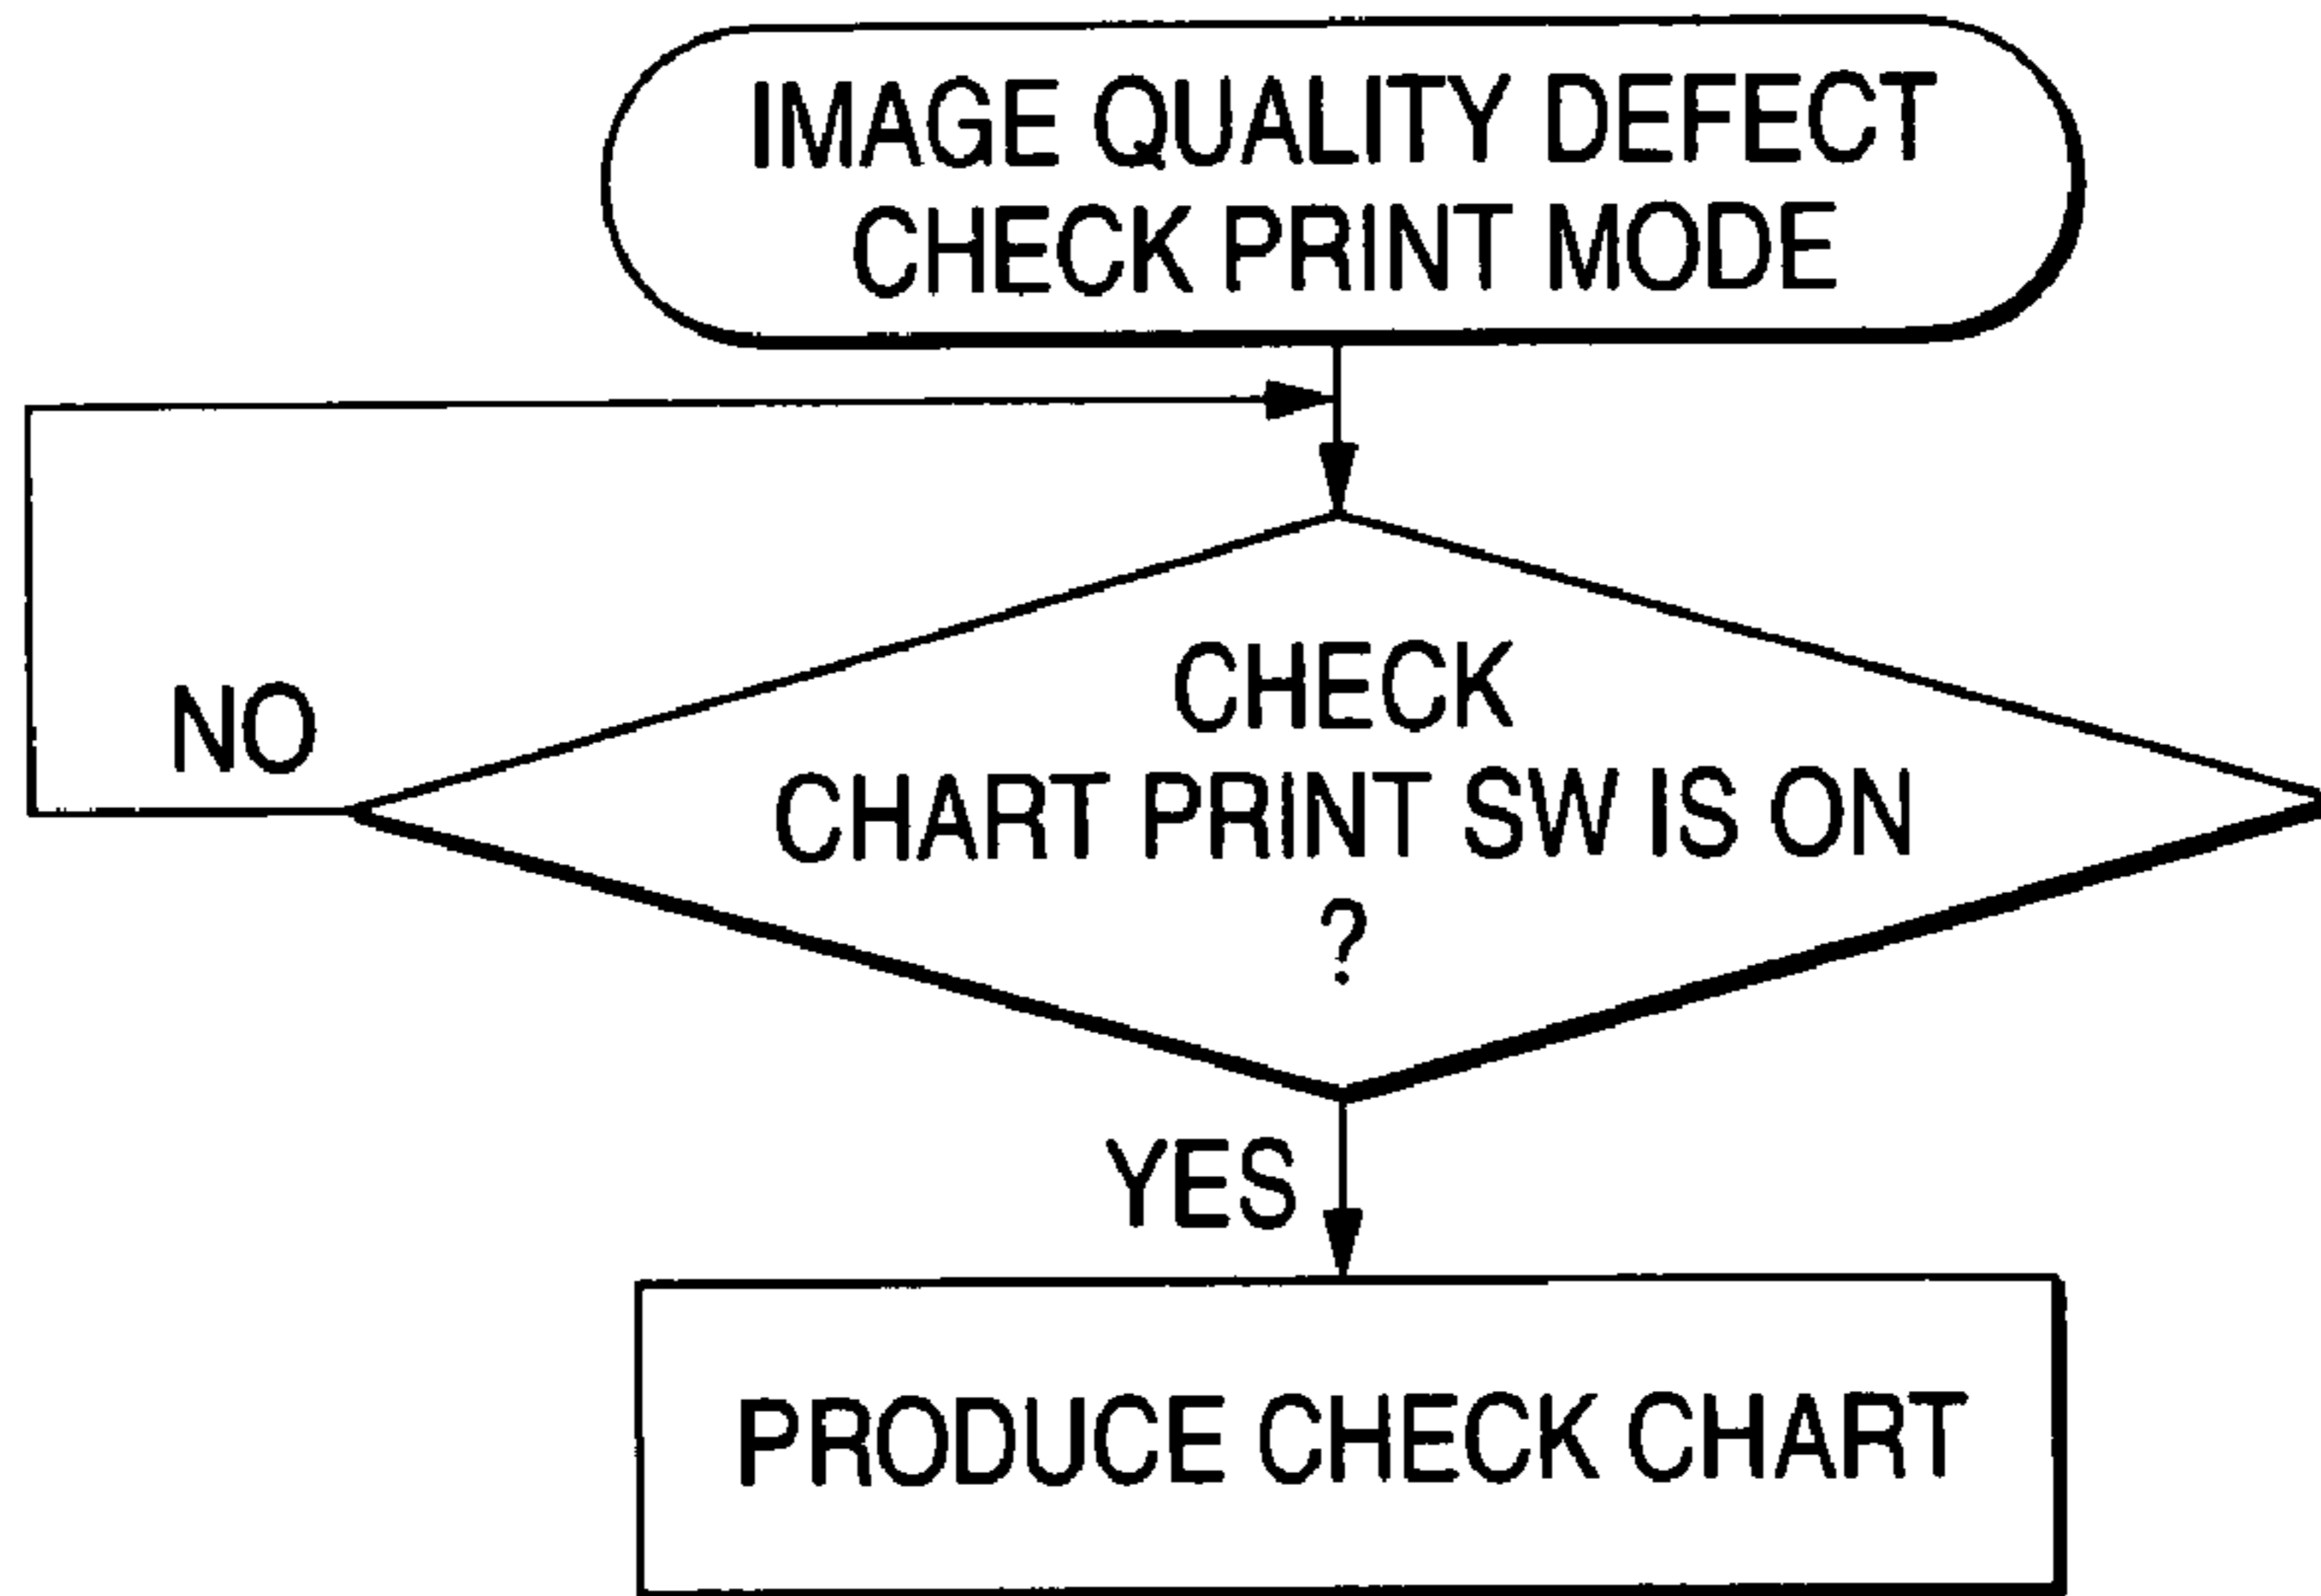 IMAGE QUALITY DEFECT
CHECK PRINT MODE
NO
CHECK
CHART PRINT SW IS ON
?
YES
PRODUCE CHECK CHART